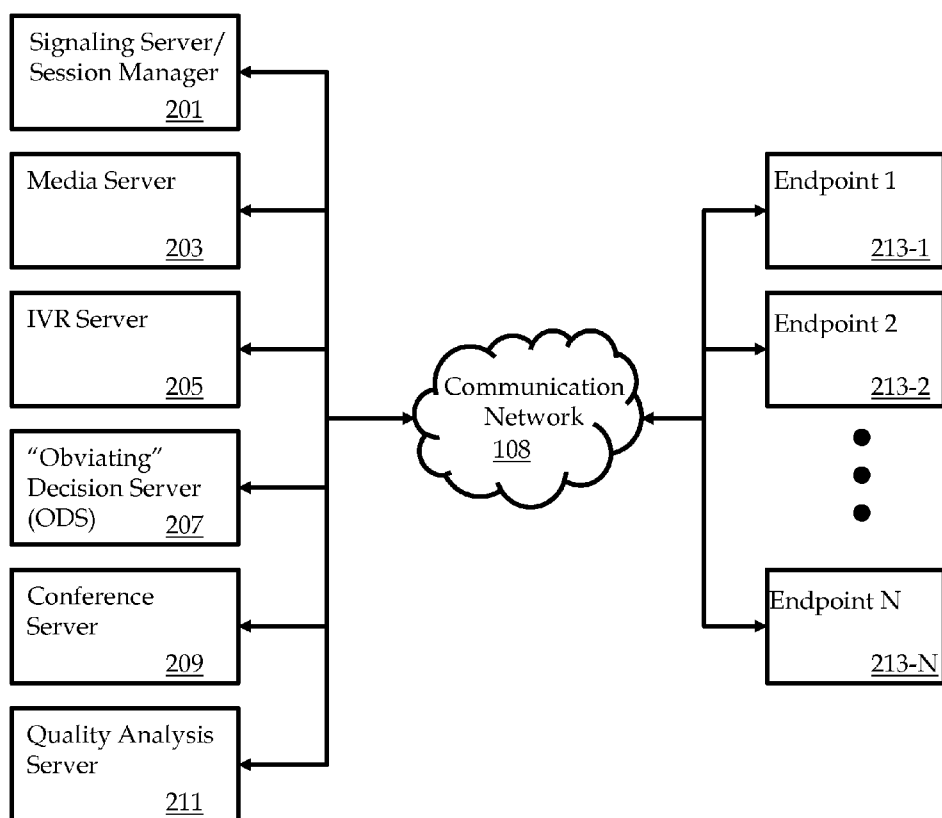 Signaling Server/
Session Manager
201
Media Server
203
IVR Server
205
“Obviating”
Decision Server
(ODS)
207
Conference
Server
209
Quality Analysis
Server
211
Communication
Network
108
Endpoint 1
213-1
Endpoint 2
213-2
Endpoint N
213-N